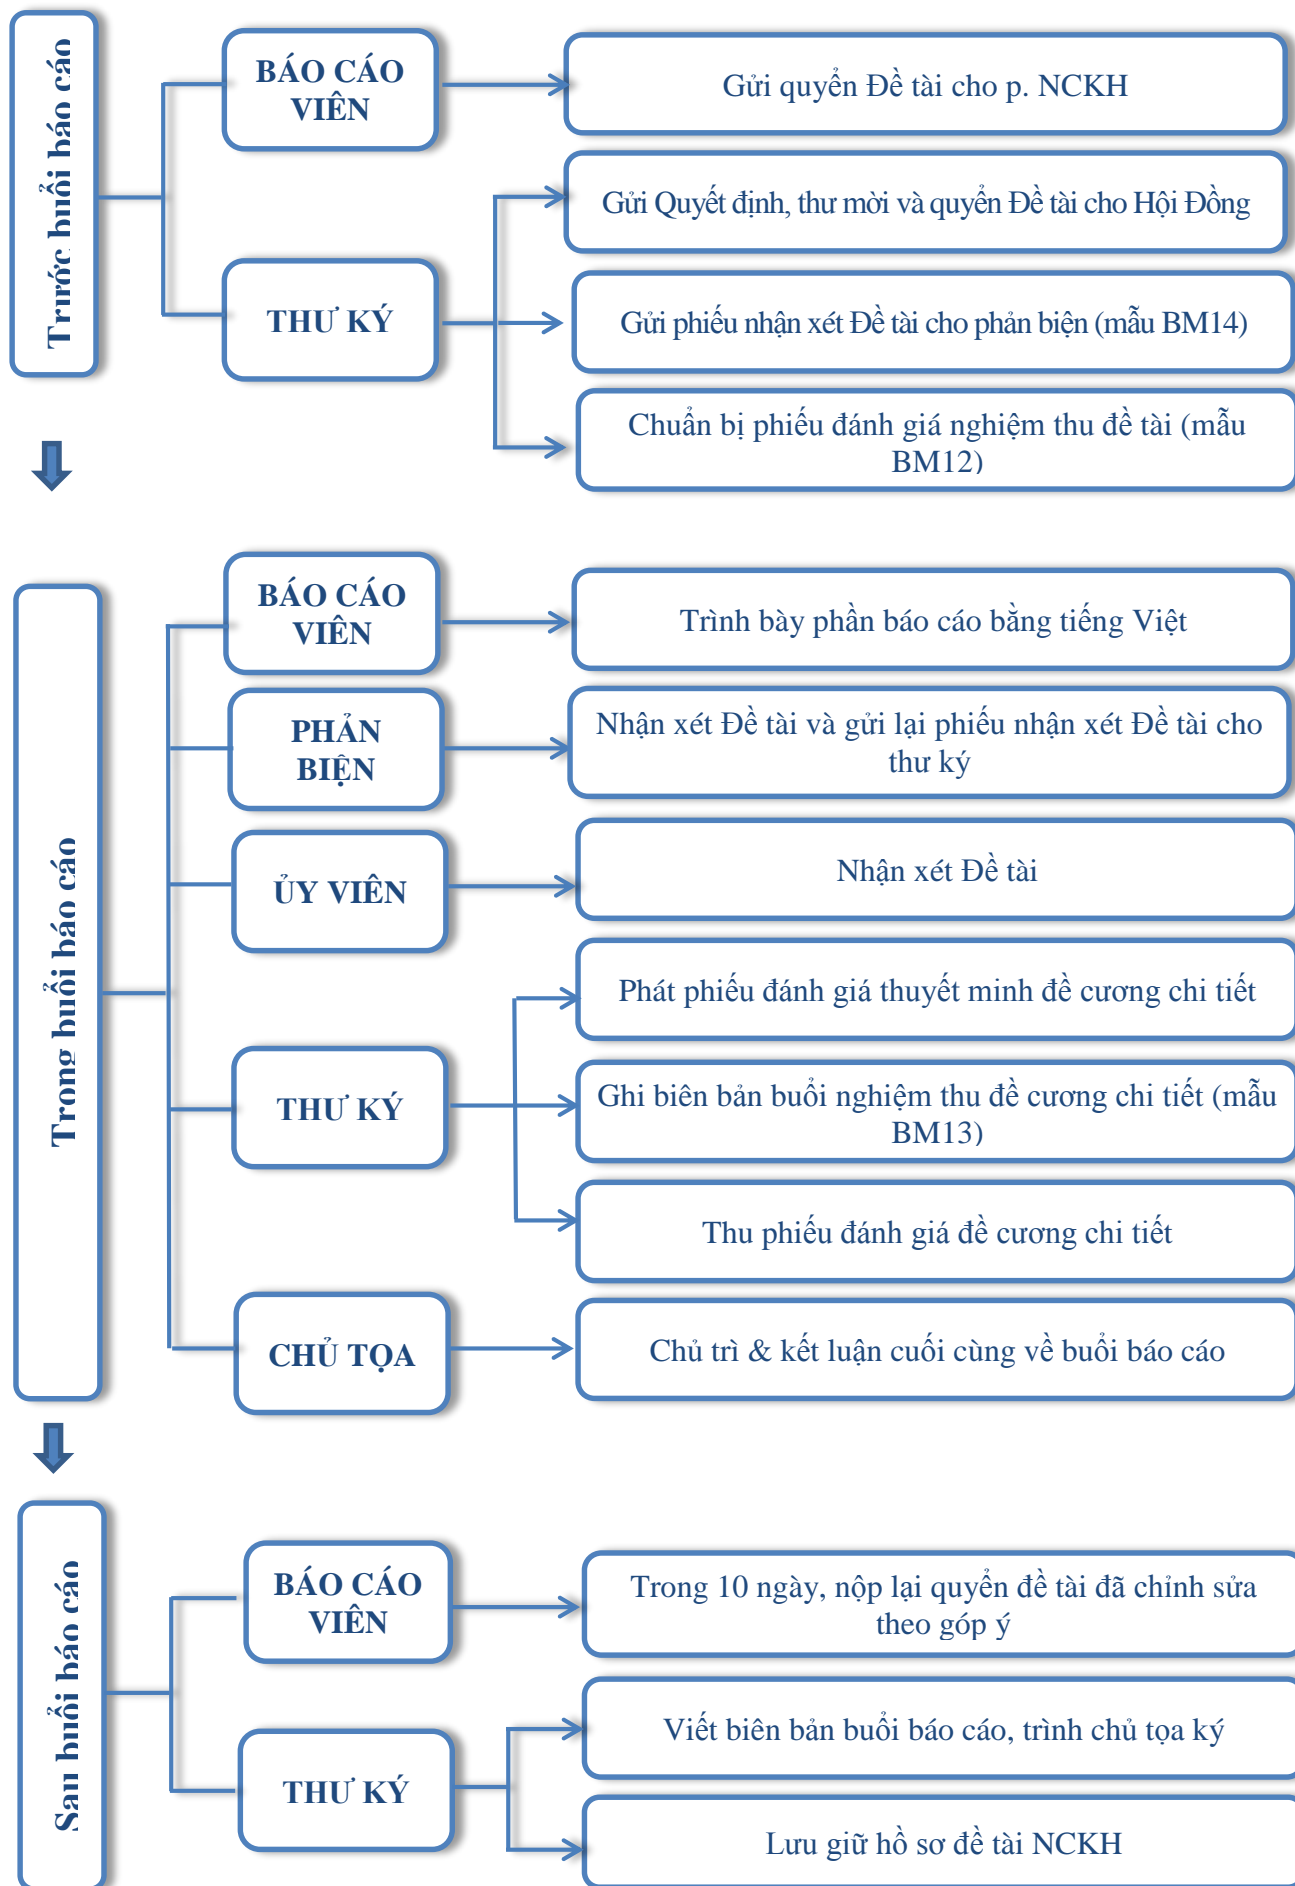 Trước buổi báo cáo
BÁO CÁO
VIÊN
Gửi quyển Đề tài cho p. NCKH
THƯ KÝ
Gửi Quyết định, thư mời và quyển Đề tài cho Hội Đồng
Gửi phiếu nhận xét Đề tài cho phản biện (mẫu BM14)
Chuẩn bị phiếu đánh giá nghiệm thu đề tài (mẫu
BM12)
Trong buổi báo cáo
BÁO CÁO
VIÊN
Trình bày phần báo cáo bằng tiếng Việt
PHẢN
BIỆN
Nhận xét Đề tài và gửi lại phiếu nhận xét Đề tài cho
thư ký
ỦY VIÊN
Nhận xét Đề tài
THƯ KÝ
Phát phiếu đánh giá thuyết minh đề cương chi tiết
Ghi biên bản buổi nghiệm thu đề cương chi tiết (mẫu
BM13)
Thu phiếu đánh giá đề cương chi tiết
CHỦ TỌA
Chủ trì & kết luận cuối cùng về buổi báo cáo
Sau buổi báo cáo
BÁO CÁO
VIÊN
Trong 10 ngày, nộp lại quyển đề tài đã chỉnh sửa
theo góp ý
THƯ KÝ
Viết biên bản buổi báo cáo, trình chủ tọa ký
Lưu giữ hồ sơ đề tài NCKH